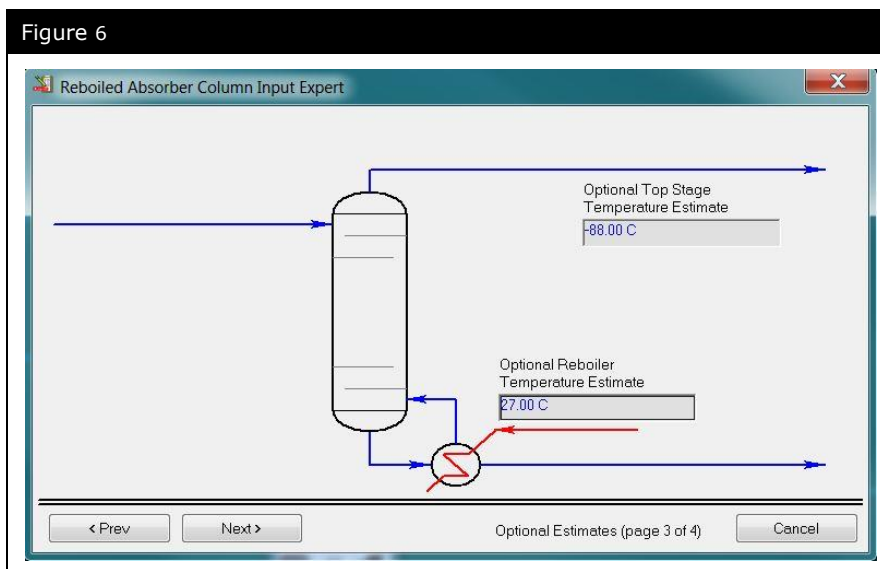 Figure 6
Reboiled Absorber Column Input Expert
X
Optional Top Stage
Temperature Estimate
-88.00 C
Optional Reboiler
Temperature Estimate
27.00 C
< Prev
Next >
Optional Estimates (page 3 of 4)
Cancel